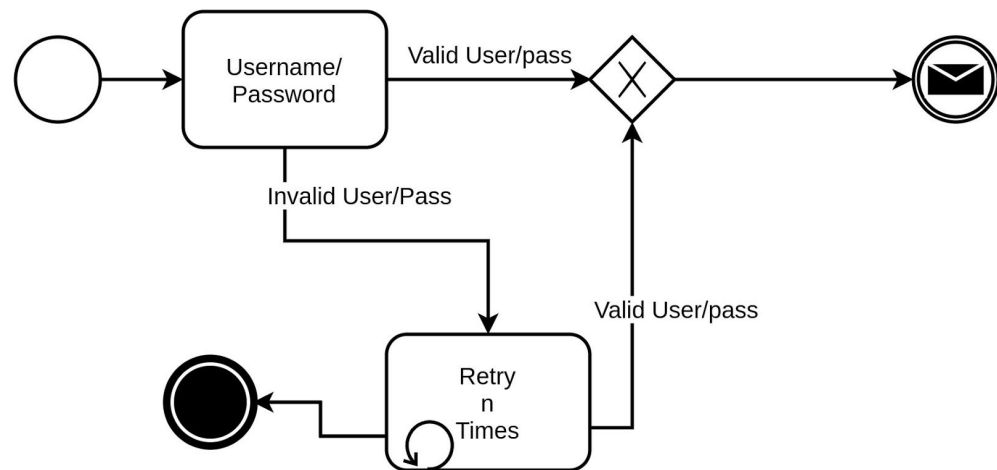 Username/
Password
Valid User/pass
Invalid User/Pass
Valid User/pass
Retry
n
Times